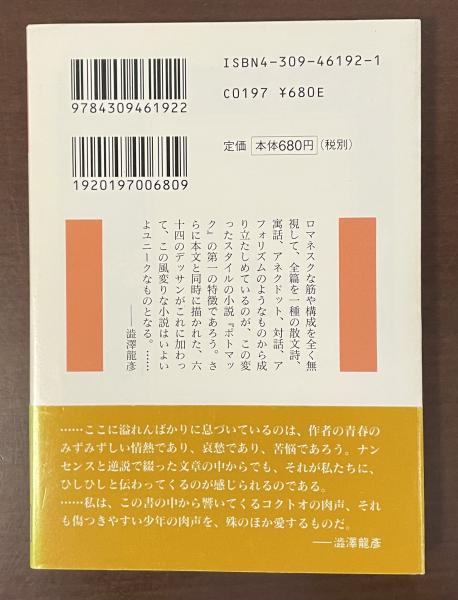 ISBN4-309-46192-1
C0197 ¥680E
9784309461922
定価 本体680円 (税別)
1920197006809
ロマネスクな筋や構成を全く無
視して、全篇を一種の散文詩、
寓話、アネクドット、対話、ア
フォリズムのようなものから成
り立たしめているのが、この変
ったスタイルの小説『ポトマッ
ク』の第一の特徴であろう。さ
らに本文と同時に描かれた、六
十四のデッサンがこれに加わっ
て、この風変りな小説はいよい
よユニークなものとなる。……
――澁澤龍彥
……ここに溢れんばかりに息づいているのは、作者の青春の
みずみずしい情熱であり、哀愁であり、苦悩であろう。ナン
センスと逆説で綴った文章の中からでも、それが私たちに、
ひしひしと伝わってくるのが感じられるのである。
……私は、この書の中から響いてくるコクトオの肉声、それ
も傷つきやすい少年の肉声を、殊のほか愛するものだ。
――澁澤龍彥